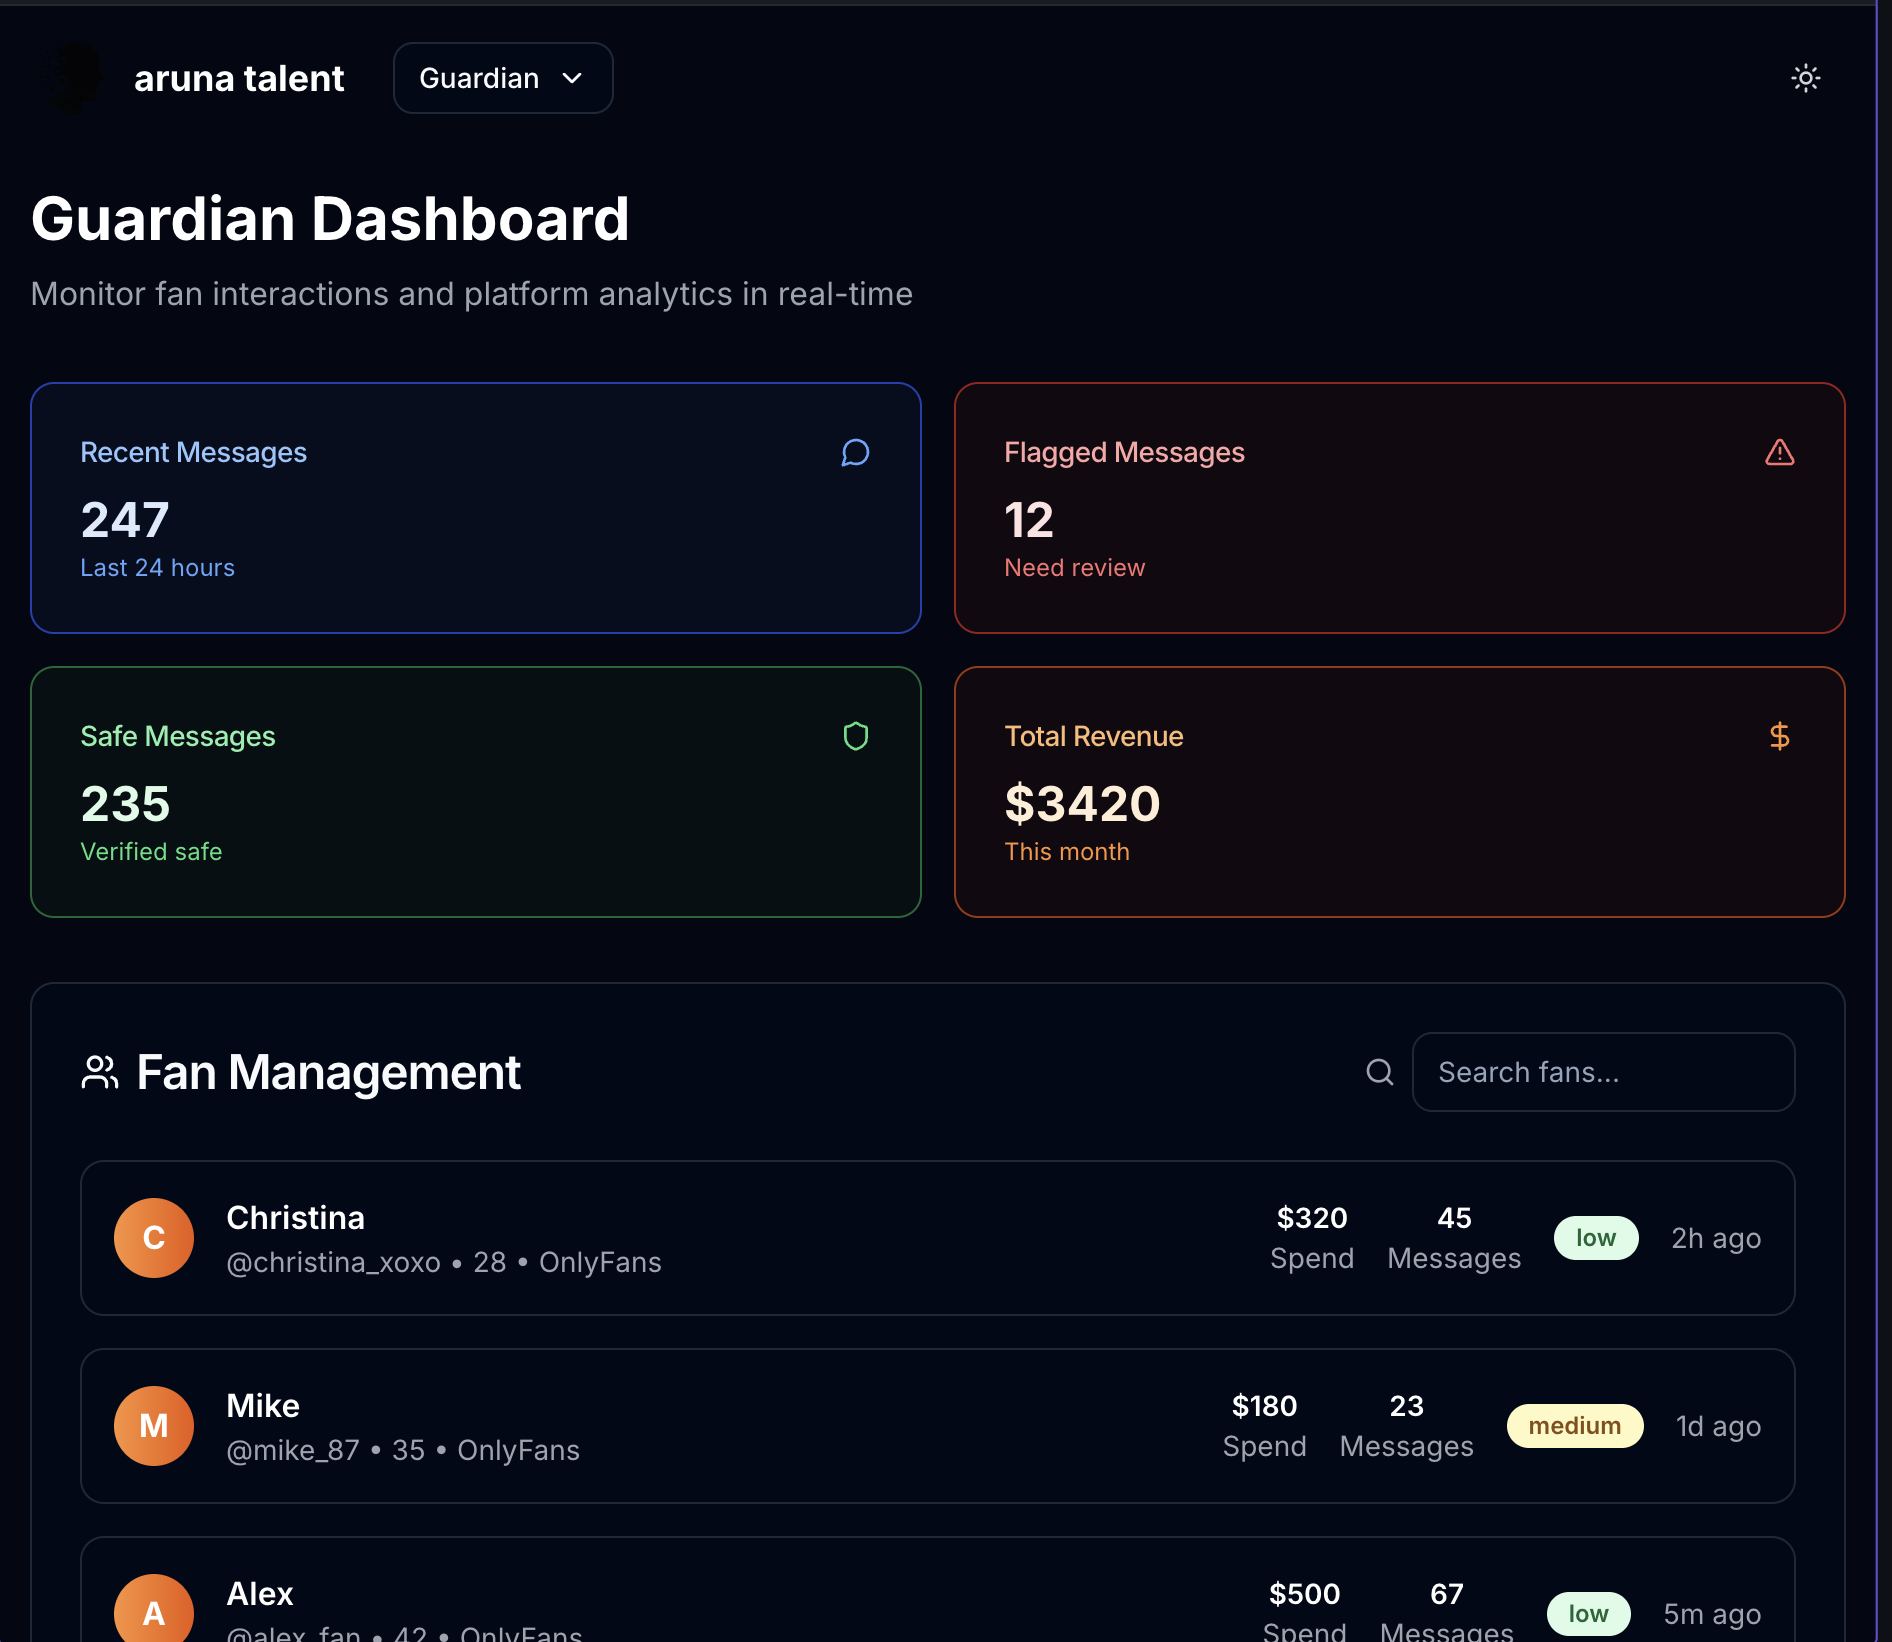 aruna talent
Guardian
Guardian Dashboard
Monitor fan interactions and platform analytics in real-time
Recent Messages
247
Last 24 hours
Flagged Messages
12
Need review
Safe Messages
235
Verified safe
Total Revenue
$3420
This month
Fan Management
Search fans...
C
Christina
@christina_xoxo • 28 • OnlyFans
$320
Spend
45
Messages
low
2h ago
M
Mike
@mike_87 • 35 • OnlyFans
$180
Spend
23
Messages
medium
1d ago
A
Alex
@alex_fan • 42 • OnlyFans
$500
Spend
67
Messages
low
5m ago